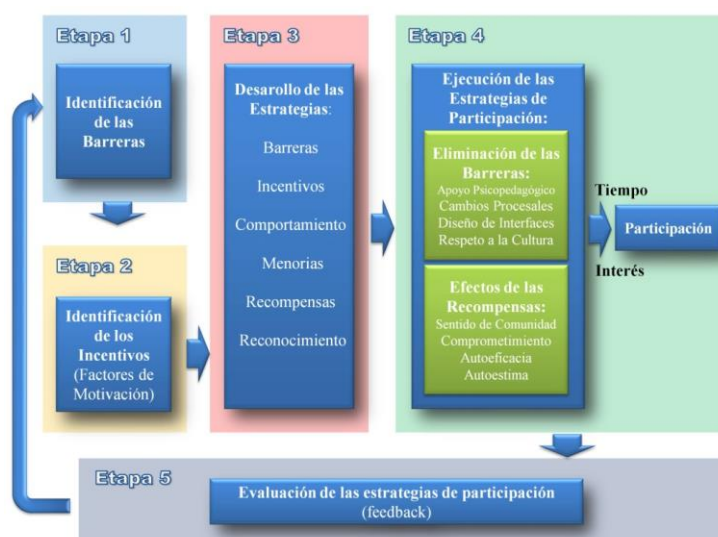 Etapa 1
Identificación
de las
Barreras
Etapa 2
Identificación
de los
Incentivos
(Factores de
Motivación)
Etapa 3
Desarollo de las
Estrategias:
Barreras
Incentivos
Comportamiento
Menorias
Recompensas
Reconocimiento
Etapa 4
Ejecución de las
Estrategias de
Participación:
Eliminación de las
Barreras:
Apoyo Psicopedagógico
Cambios Procesales
Diseño de Interfaces
Respeto a la Cultura
Efectos de las
Recompensas:
Sentido de Comunidad
Comprometimiento
Autoeficacia
Autoestima
Tiempo
Interés
Participación
Etapa 5
Evaluación de las estrategias de participación
(feedback)